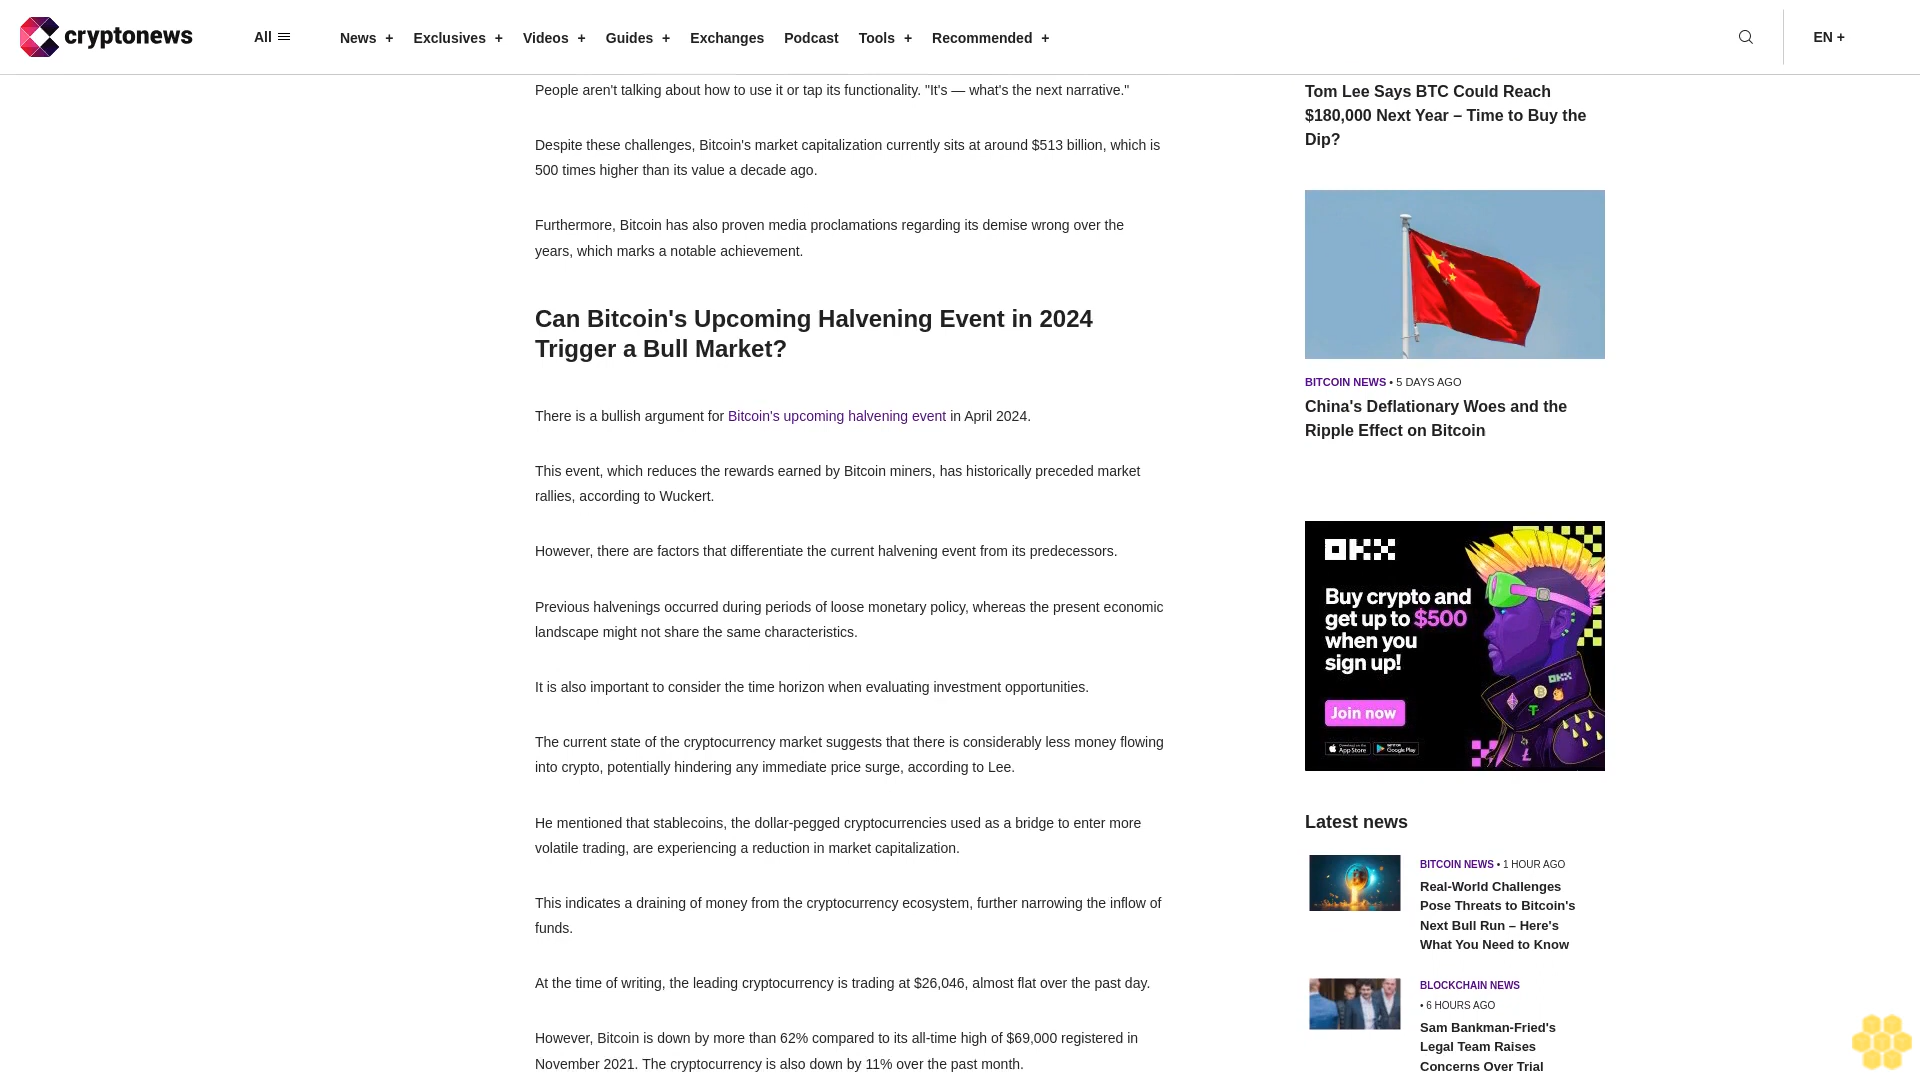 cryptonews
All
News +
Exclusives +
Videos +
Guides +
Exchanges
Podcast
Tools +
Recommended +
EN +
People aren't talking about how to use it or tap its functionality. "It's — what's the next narrative."
Despite these challenges, Bitcoin's market capitalization currently sits at around $513 billion, which is
500 times higher than its value a decade ago.
Furthermore, Bitcoin has also proven media proclamations regarding its demise wrong over the
years, which marks a notable achievement.
Can Bitcoin's Upcoming Halvening Event in 2024
Trigger a Bull Market?
There is a bullish argument for Bitcoin's upcoming halvening event in April 2024.
This event, which reduces the rewards earned by Bitcoin miners, has historically preceded market
rallies, according to Wuckert.
However, there are factors that differentiate the current halvening event from its predecessors.
Previous halvenings occurred during periods of loose monetary policy, whereas the present economic
landscape might not share the same characteristics.
It is also important to consider the time horizon when evaluating investment opportunities.
The current state of the cryptocurrency market suggests that there is considerably less money flowing
into crypto, potentially hindering any immediate price surge, according to Lee.
He mentioned that stablecoins, the dollar-pegged cryptocurrencies used as a bridge to enter more
volatile trading, are experiencing a reduction in market capitalization.
This indicates a draining of money from the cryptocurrency ecosystem, further narrowing the inflow of
funds.
At the time of writing, the leading cryptocurrency is trading at $26,046, almost flat over the past day.
However, Bitcoin is down by more than 62% compared to its all-time high of $69,000 registered in
November 2021. The cryptocurrency is also down by 11% over the past month.
Tom Lee Says BTC Could Reach
$180,000 Next Year – Time to Buy the
Dip?
BITCOIN NEWS • 5 DAYS AGO
China's Deflationary Woes and the
Ripple Effect on Bitcoin
OKX
Buy crypto and
get up to $500
when you
sign up!
OKX
Join now
Download on the App Store
GET IT ON Google Play
Latest news
BITCOIN NEWS • 1 HOUR AGO
Real-World Challenges
Pose Threats to Bitcoin's
Next Bull Run – Here's
What You Need to Know
BLOCKCHAIN NEWS
• 6 HOURS AGO
Sam Bankman-Fried's
Legal Team Raises
Concerns Over Trial